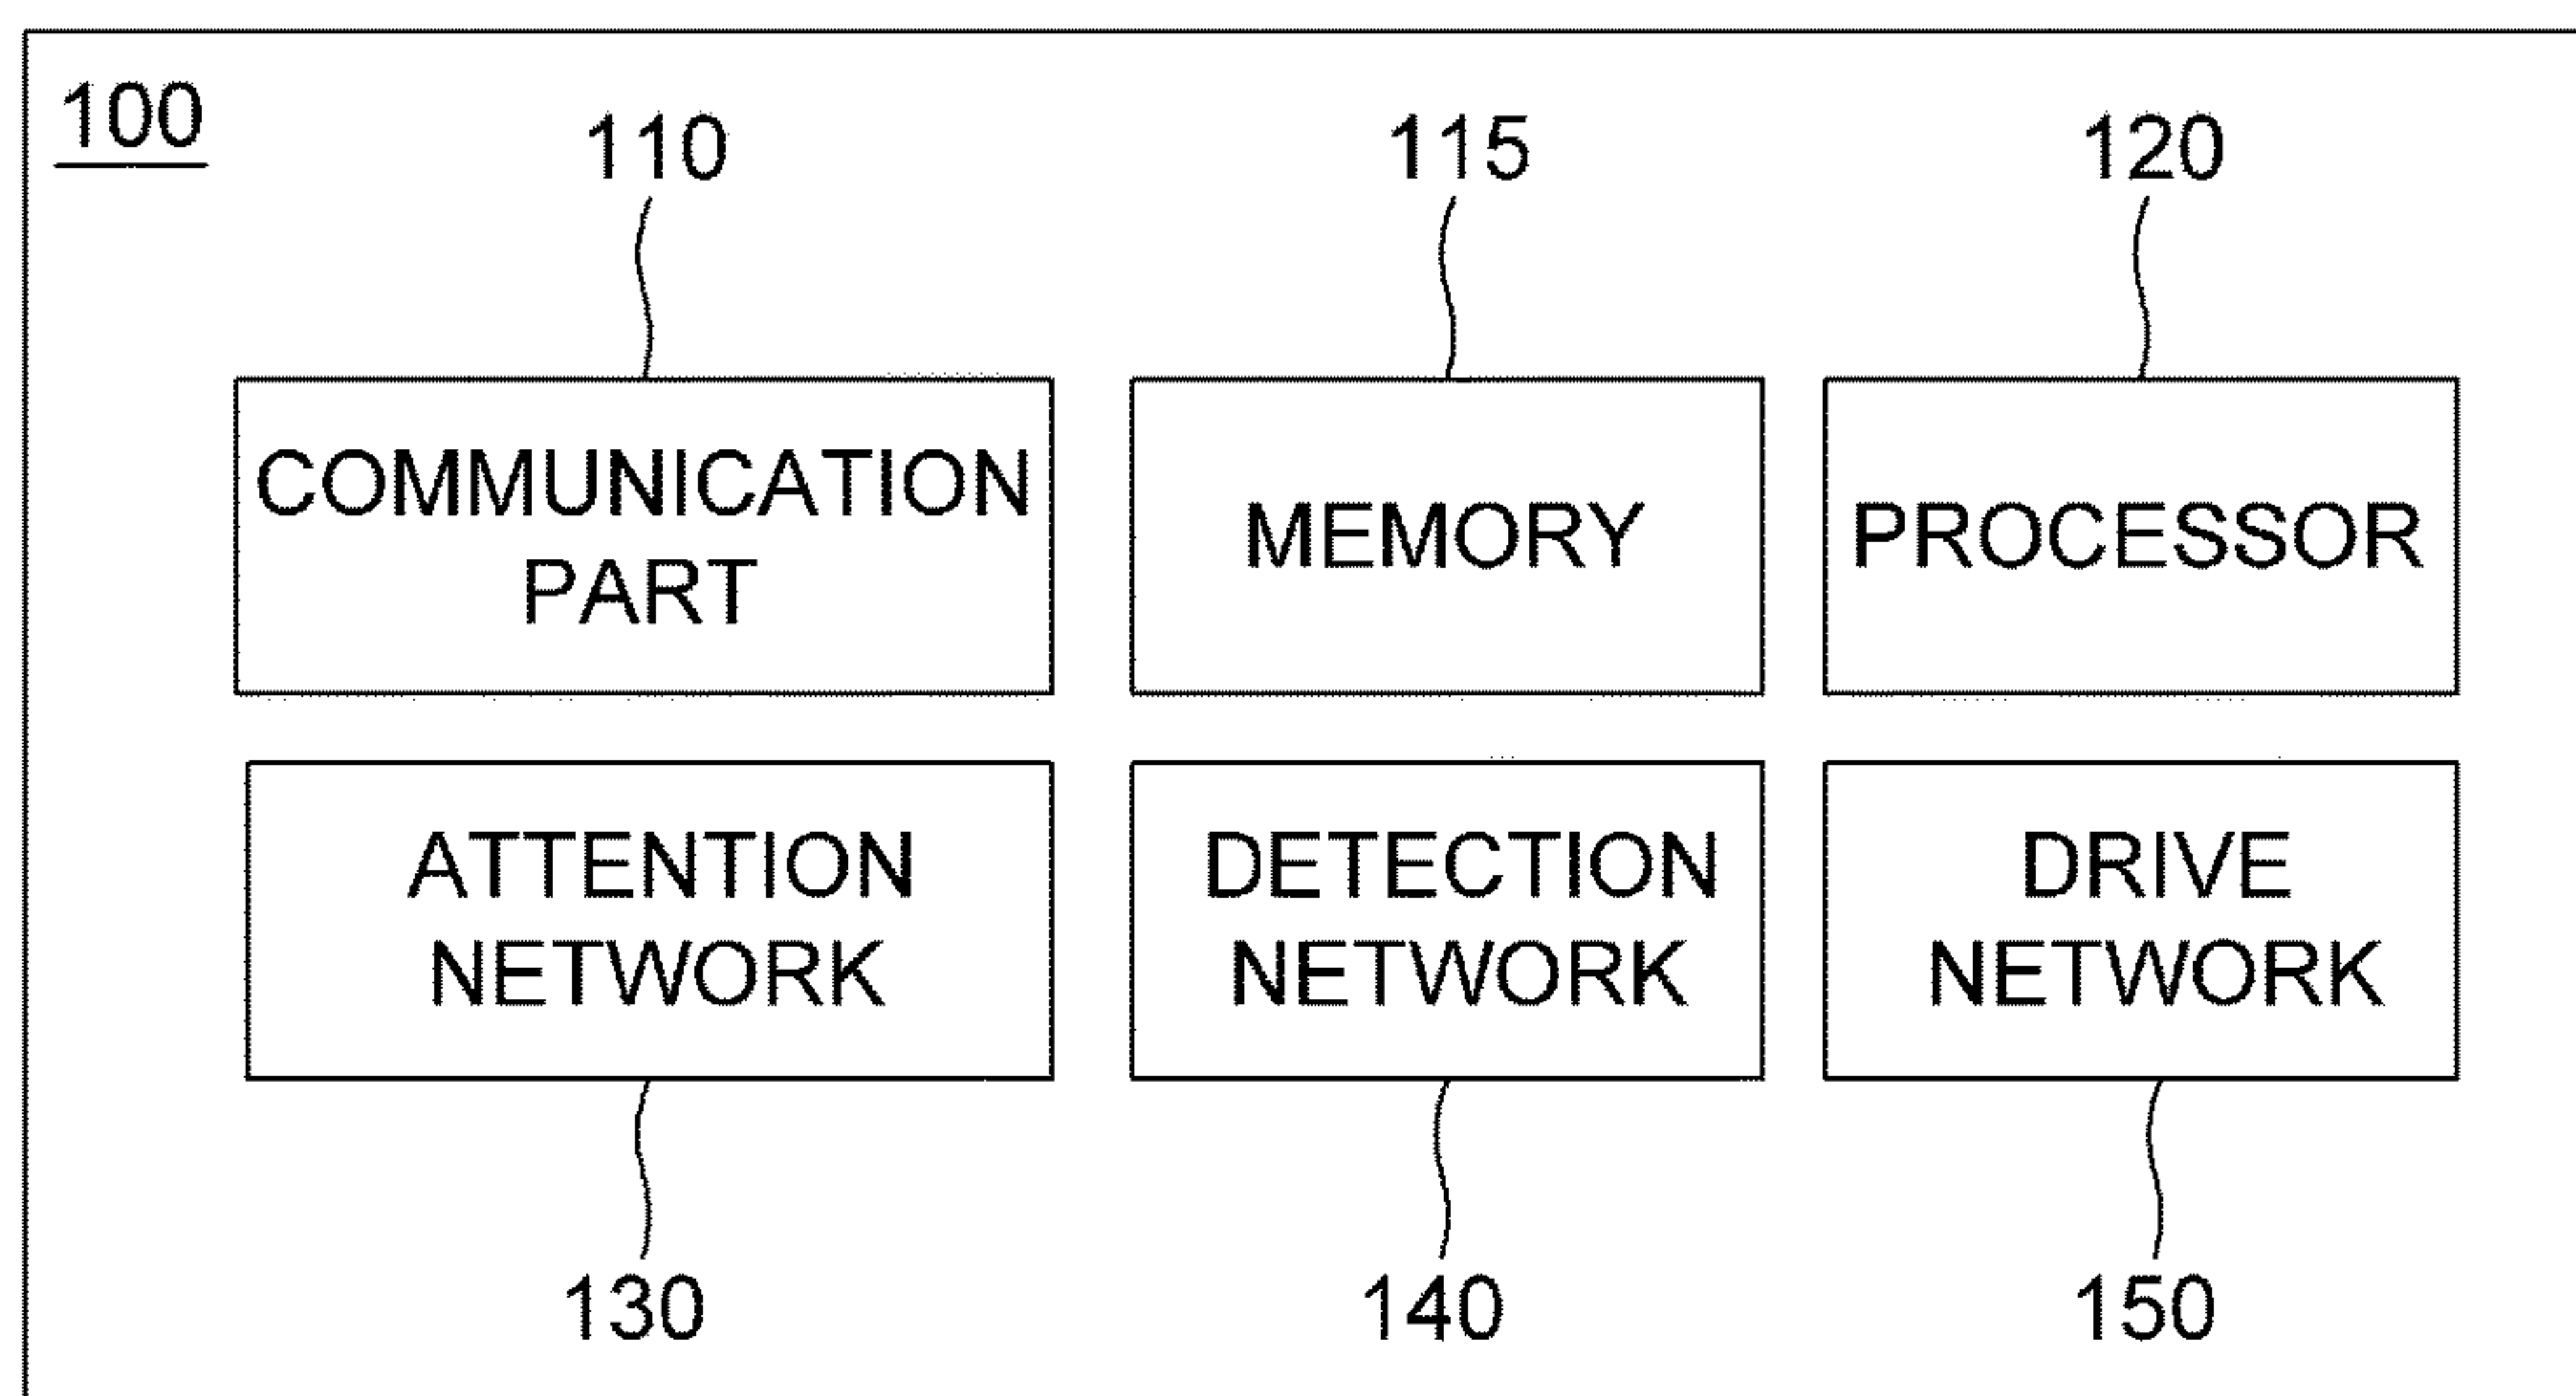 100
110
115
120
COMMUNICATION
PART
MEMORY
PROCESSOR
ATTENTION
NETWORK
DETECTION
NETWORK
DRIVE
NETWORK
130
140
150